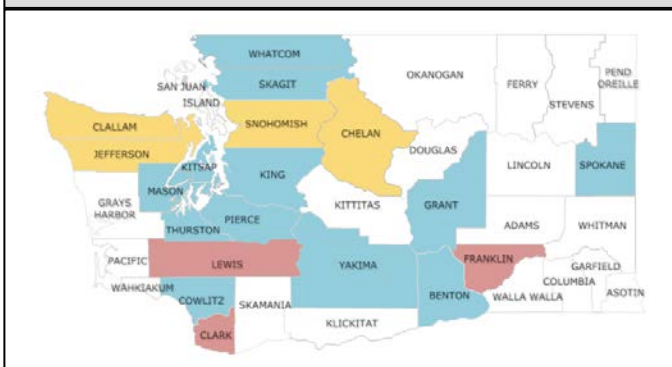 WHATCOM
SKAGIT
SAN JUAN
ISLAND
OKANOGAN
FERRY
STEVENS
PEND
OREILLE
CLALLAM
JEFFERSON
SNOHOMISH
CHELAN
DOUGLAS
LINCOLN
SPOKANE
KITSAP
MASON
KING
GRAYS
HARBOR
KITTITAS
GRANT
PIERCE
THURSTON
ADAMS
WHITMAN
PACIFIC
LEWIS
YAKIMA
FRANKLIN
GARFIELD
COLUMBIA
WAHKIAKUM
COWLITZ
SKAMANIA
BENTON
WALLA WALLA
ASOTIN
KLICKITAT
CLARK